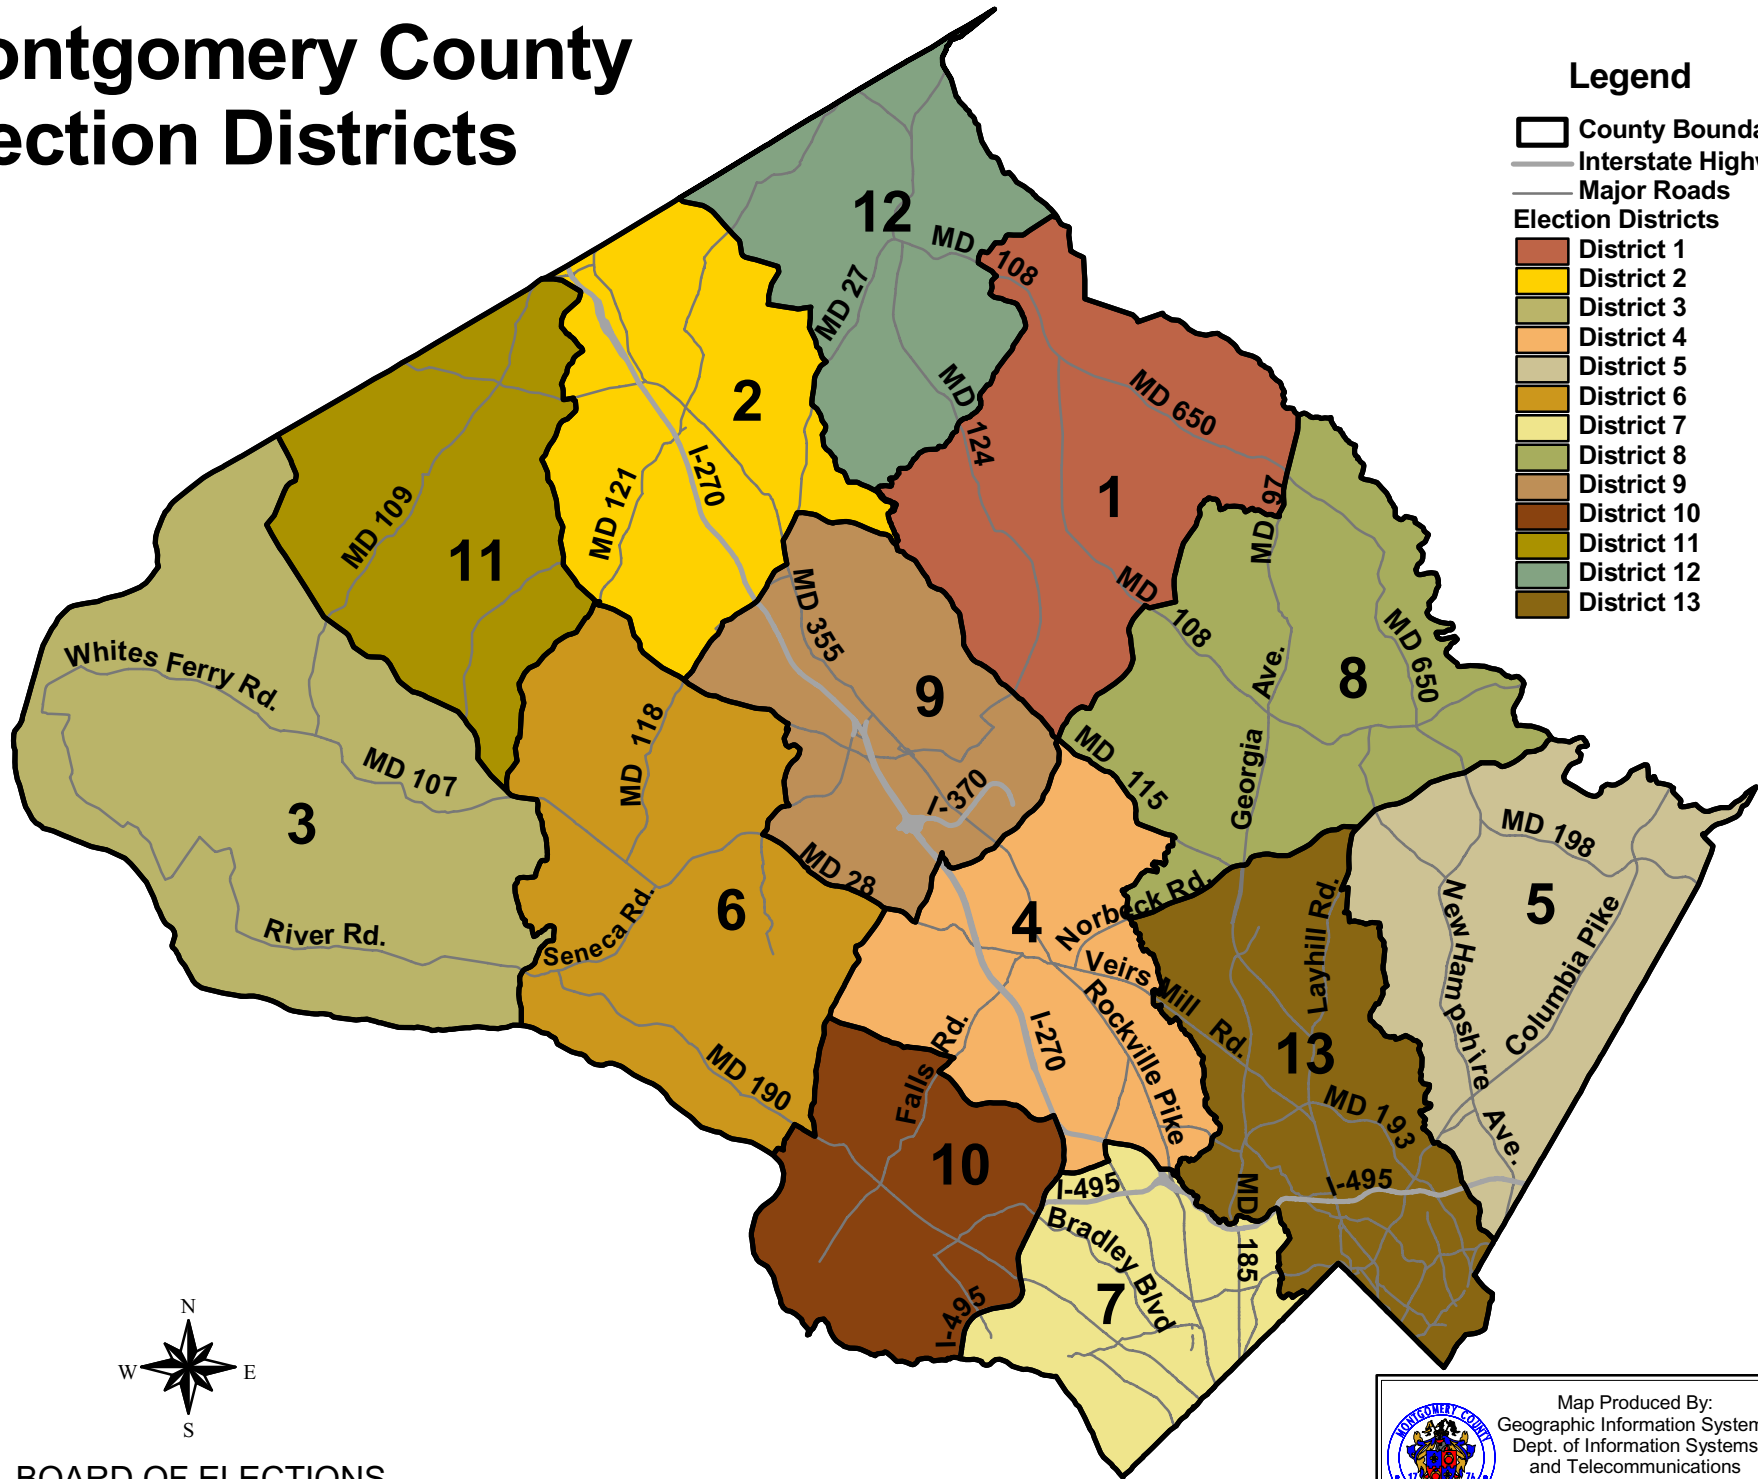 ontgomery County
ection Districts
Legend
County Bounda
Interstate Highw
Major Roads
Election Districts
District 1
District 2
District 3
District 4
District 5
District 6
District 7
District 8
District 9
District 10
District 11
District 12
District 13
12
MD 108
MD 27
2
MD 124
MD 650
1
MD 97
I-270
MD 121
MD 109
11
MD 355
MD 108
MD 650
8
Georgia Ave.
Whites Ferry Rd.
MD 118
9
MD 107
MD 115
I-370
3
MD 198
MD 28
6
4
5
Norbeck Rd.
Layhill Rd.
New Hampshire Ave.
Columbia Pike
River Rd.
Seneca Rd.
Veirs Mill Rd.
Rockville Pike
I-270
13
Falls Rd.
MD 190
MD 193
10
I-495
I-495
MD 185
Bradley Blvd
7
I-495
N
W E
S
BOARD OF ELECTIONS
MONTGOMERY COUNTY
17 76
Map Produced By:
Geographic Information System
Dept. of Information Systems
and Telecommunications